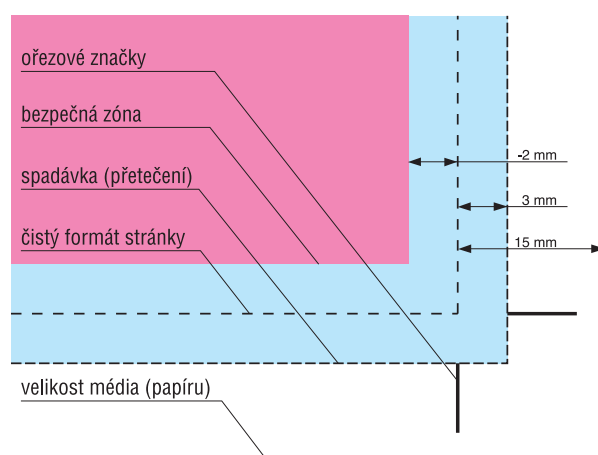 ořezové značky
bezpečná zóna
-2 mm
spadávka (přetečení)
3 mm
čistý formát stránky
15 mm
velikost média (papíru)